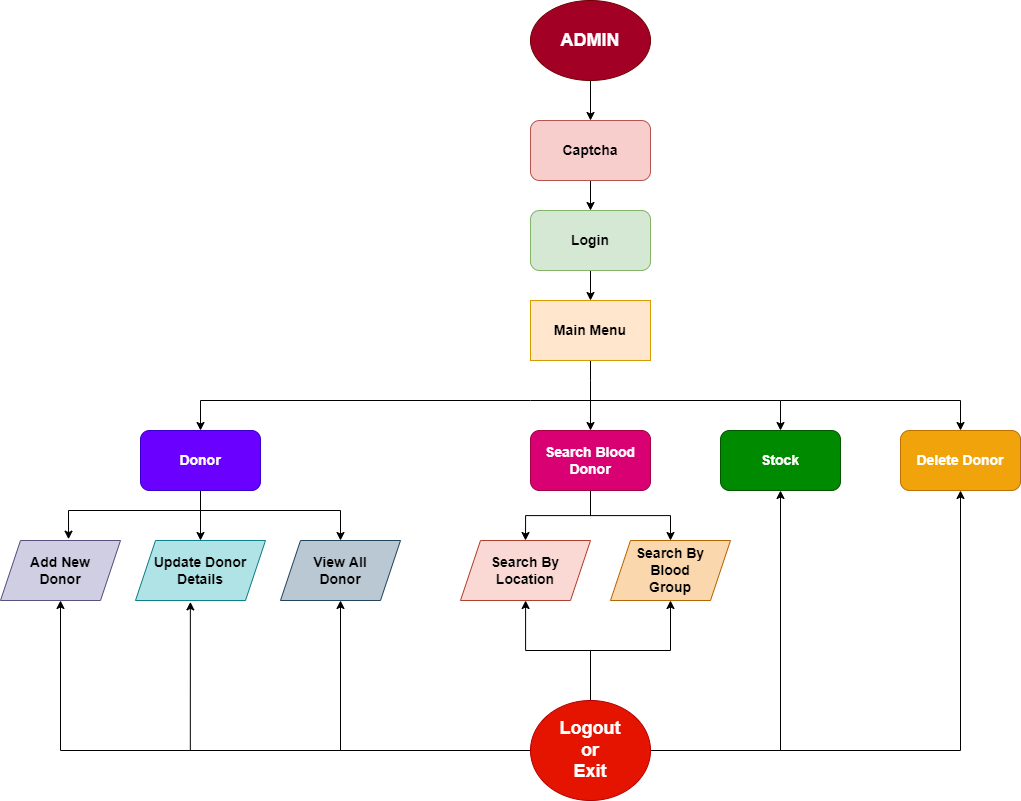 ADMIN
Captcha
Login
Main Menu
Donor
Search Blood
Donor
Stock
Delete Donor
Add New
Donor
Update Donor
Details
View All
Donor
Search By
Location
Search By
Blood
Group
Logout
or
Exit